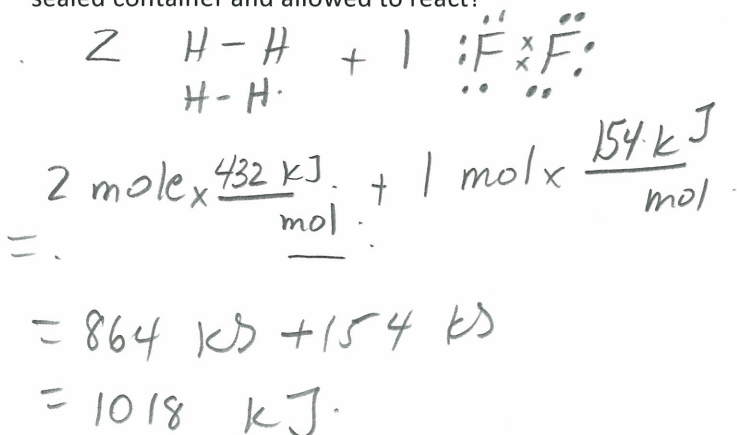 sealed container and allowed to react?
2 H - H + 1 :F × F:
H - H.
2 mole x 432 kJ. / mol + 1 mol x 154 kJ / mol
=.
= 864 kJ + 154 kJ
= 1018 kJ.